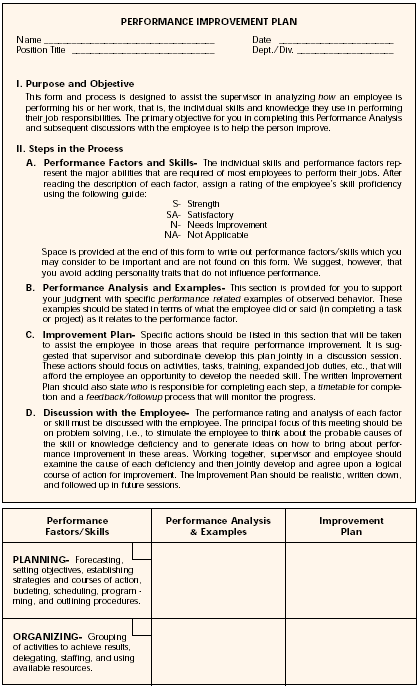 PERFORMANCE IMPROVEMENT PLAN
Name Date
Position Title Dept./Div.
I. Purpose and Objective
This form and process is designed to assist the supervisor in analyzing how an employee is
performing his or her work, that is, the individual skills and knowledge they use in performing
their job responsibilities. The primary objective for you in completing this Performance Analysis
and subsequent discussions with the employee is to help the person improve.
II. Steps in the Process
A. Performance Factors and Skills- The individual skills and performance factors rep-
resent the major abilities that are required of most employees to perform their jobs. After
reading the description of each factor, assign a rating of the employee's skill proficiency
using the following guide:
S- Strength
SA- Satisfactory
N- Needs Improvement
NA- Not Applicable
Space is provided at the end of this form to write out performance factors/skills which you
may consider to be important and are not found on this form. We suggest, however, that
you avoid adding personality traits that do not influence performance.
B. Performance Analysis and Examples- This section is provided for you to support
your judgment with specific performance related examples of observed behavior. These
examples should be stated in terms of what the employee did or said (in completing a task
or project) as it relates to the performance factor.
C. Improvement Plan- Specific actions should be listed in this section that will be taken
to assist the employee in those areas that require performance improvement. It is sug-
gested that supervisor and subordinate develop this plan jointly in a discussion session.
These actions should focus on activities, tasks, training, expanded job duties, etc., that will
afford the employee an opportunity to develop the needed skill. The written Improvement
Plan should also state who is responsible for completing each step, a timetable for comple-
tion and a feedback/followup process that will monitor the progress.
D. Discussion with the Employee- The performance rating and analysis of each factor
or skill must be discussed with the employee. The principal focus of this meeting should be
on problem solving, i.e., to stimulate the employee to think about the probable causes of
the skill or knowledge deficiency and to generate ideas on how to bring about perfor-
mance improvement in these areas. Working together, supervisor and employee should
examine the cause of each deficiency and then jointly develop and agree upon a logical
course of action for improvement. The Improvement Plan should be realistic, written down,
and followed up in future sessions.
Performance Factors/Skills
Performance Analysis & Examples
Improvement Plan
PLANNING- Forecasting,
setting objectives, establishing
strategies and courses of action,
budeting, scheduling, program -
ming, and outlining procedures.
ORGANIZING- Grouping
of activities to achieve results,
delegating, staffing, and using
available resources.